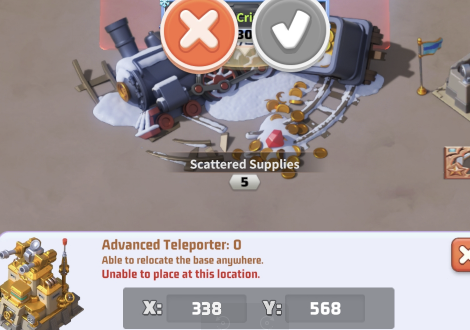 Cri
30
Scattered Supplies
5
Advanced Teleporter: 0
Able to relocate the base anywhere.
Unable to place at this location.
X: 338 Y: 568